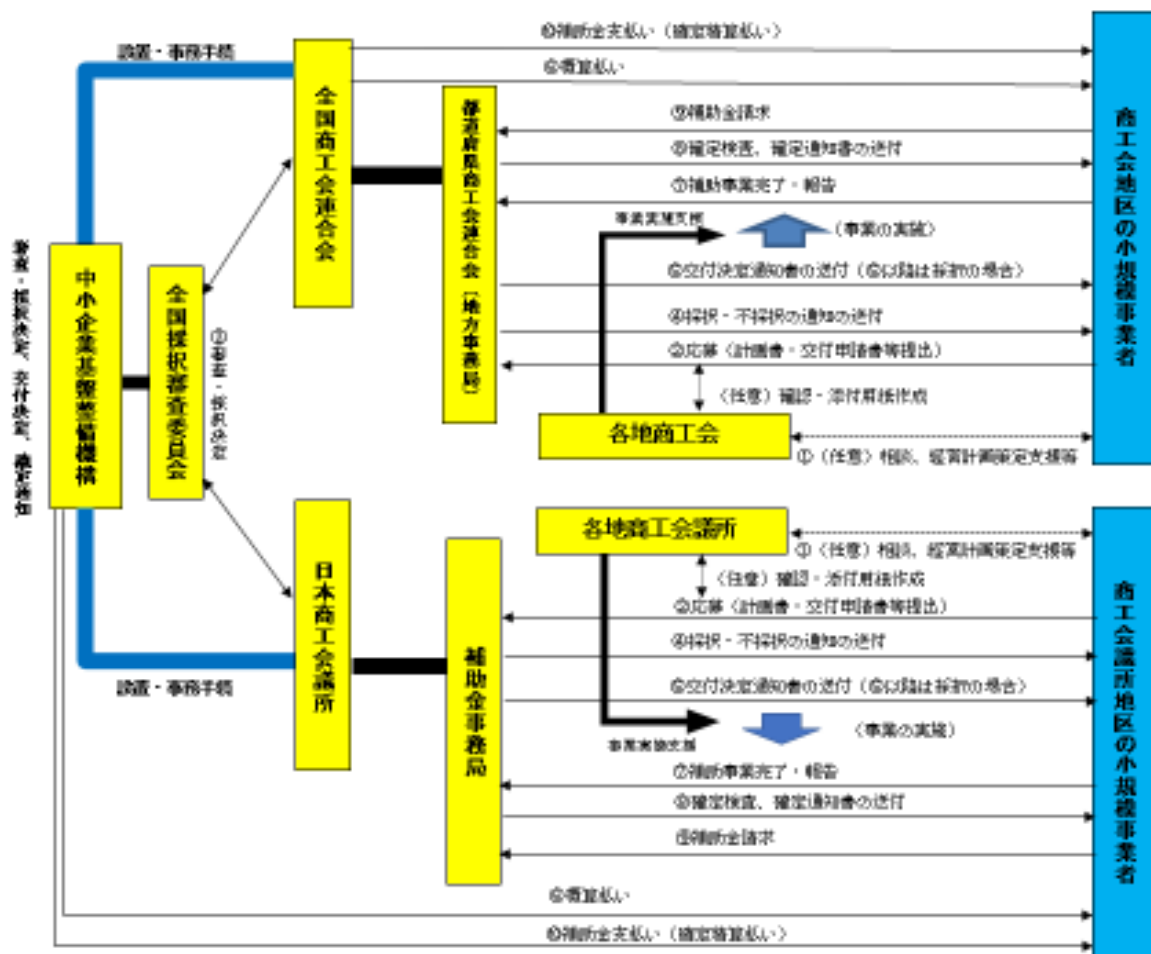 ⑩補助金支払い（確定精算払い）
設置・事務手続
⑥概算払い
全国商工会連合会
都道府県商工会連合会〔地方事務局〕
商工会地区の小規模事業者
⑨補助金請求
⑧確定検査、確定通知書の送付
⑦補助事業完了・報告
事業実施支援
（事業の実施）
審査・採択決定、交付決定、確定通知
中小企業基盤整備機構
全国採択審査委員会
審査・採択決定
交付決定通知書の送付（⑥以降は採択の場合）
④採択・不採択の通知の送付
②応募（計画書・交付申請書等提出）
（任意）確認・添付用紙作成
各地商工会
①（任意）相談、経営計画策定支援等
各地商工会議所
①（任意）相談、経営計画策定支援等
（任意）確認・添付用紙作成
②応募（計画書・交付申請書等提出）
日本商工会議所
補助金事務局
商工会議所地区の小規模事業者
④採択・不採択の通知の送付
設置・事務手続
交付決定通知書の送付（⑥以降は採択の場合）
事業実施支援
（事業の実施）
⑦補助事業完了・報告
⑧確定検査、確定通知書の送付
⑨補助金請求
⑥概算払い
⑩補助金支払い（確定精算払い）